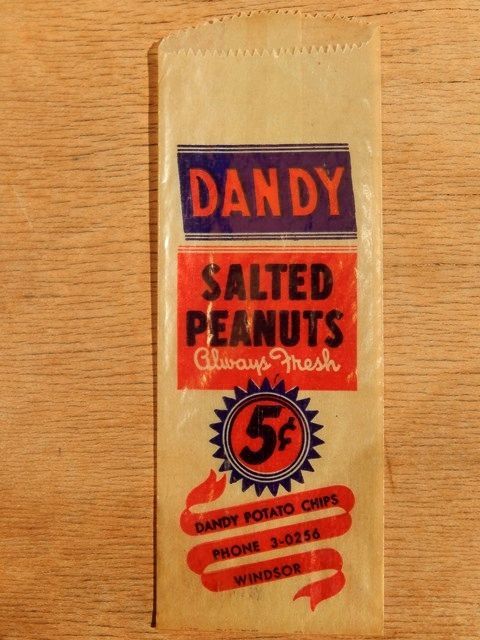 DANDY
SALTED
PEANUTS
Always Fresh
5¢
DANDY POTATO CHIPS
PHONE 3-0256
WINDSOR